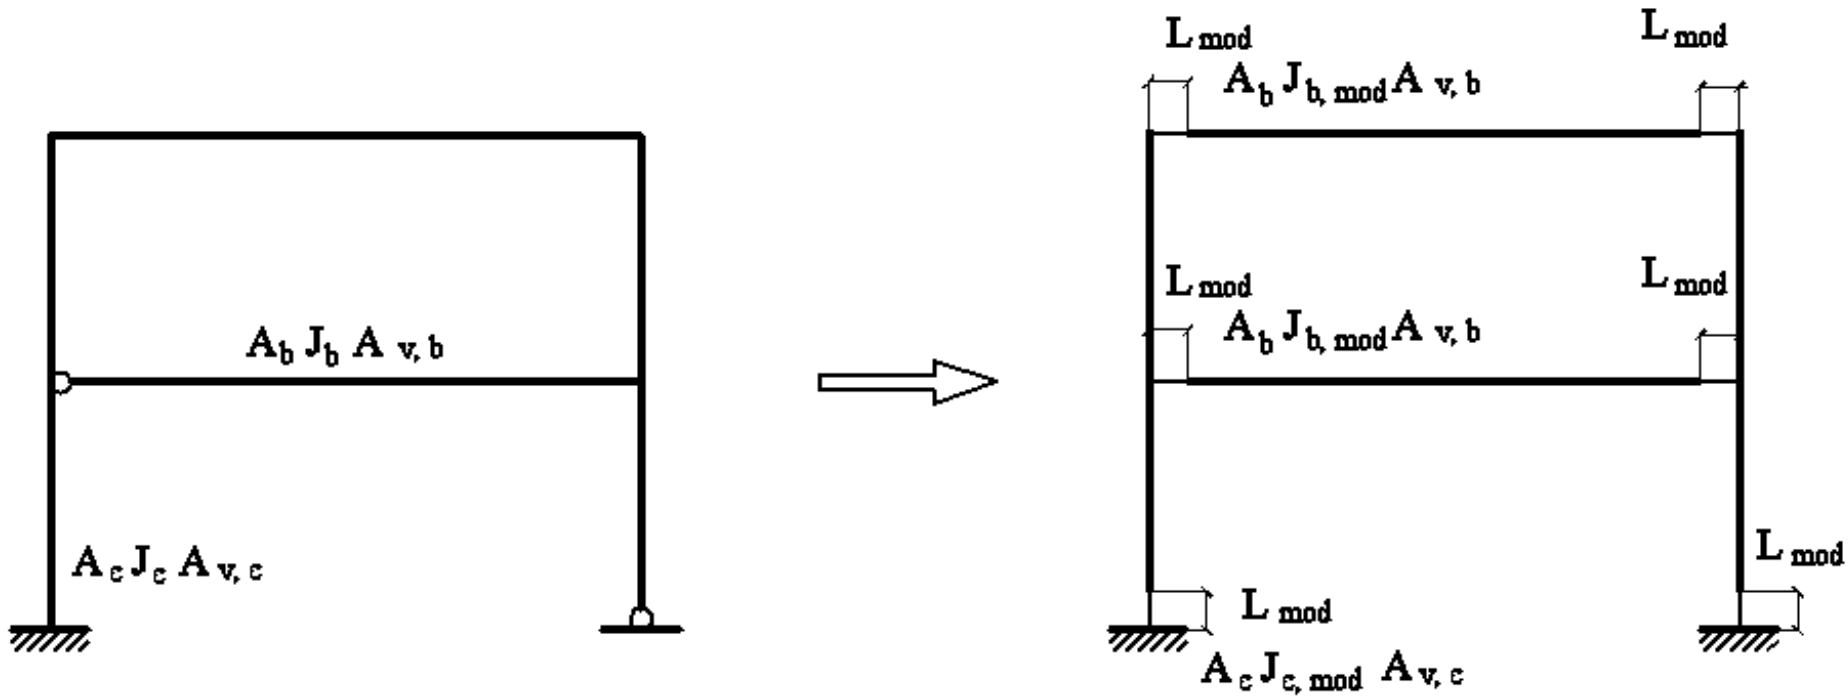 A b J b A v, b
A c J c A v, c
L mod
L mod
A b J b, mod A v, b
L mod
L mod
A b J b, mod A v, b
L mod
L mod
A c J c, mod A v, c